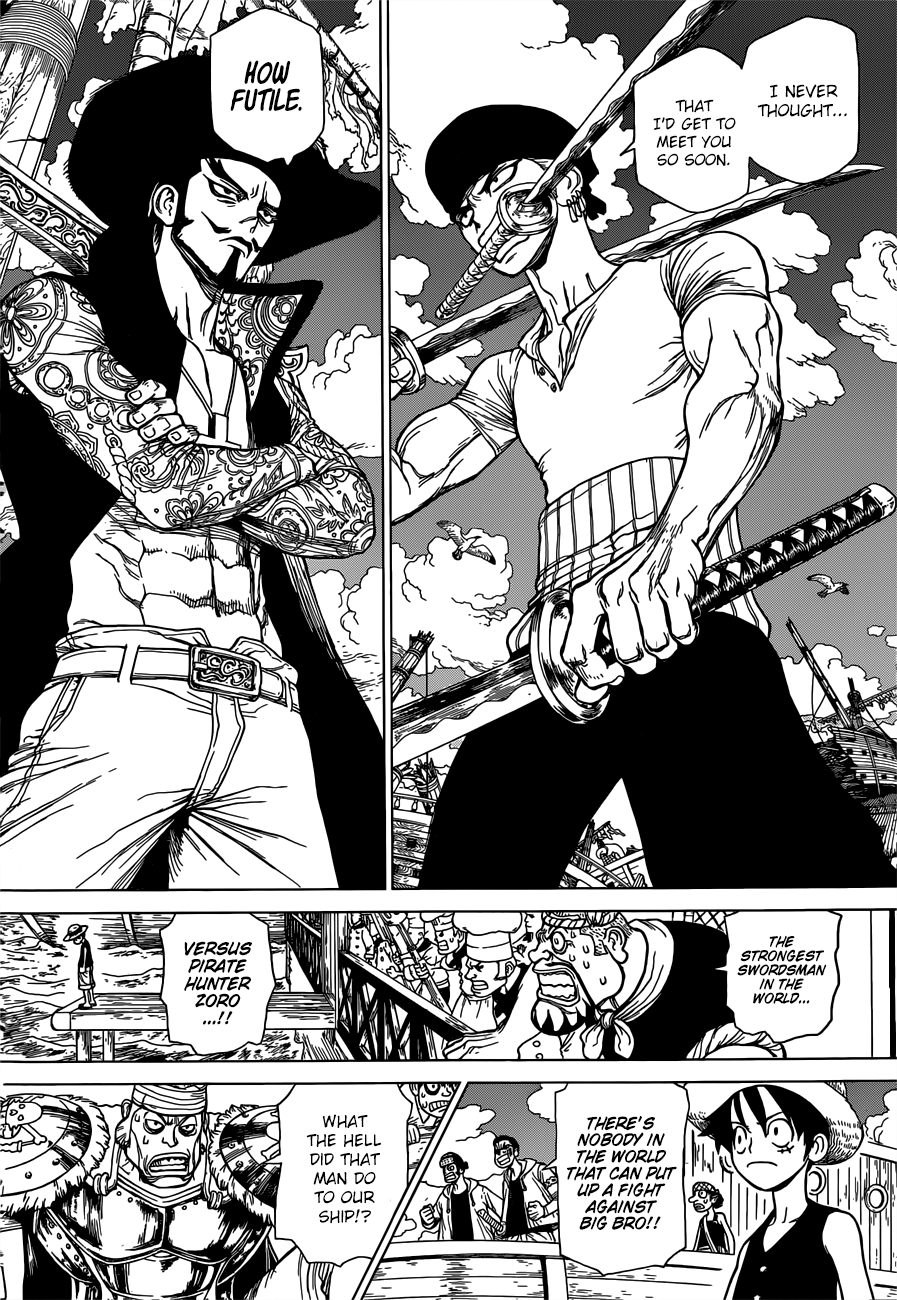 I NEVER
THOUGHT...
THAT
I'D GET TO
MEET YOU
SO SOON.
HOW
FUTILE.
THE
STRONGEST
SWORDSMAN
IN THE
WORLD...
VERSUS
PIRATE
HUNTER
ZORO
...!!
THERE'S
NOBODY IN
THE WORLD
THAT CAN PUT
UP A FIGHT
AGAINST
BIG BRO!!
WHAT
THE HELL
DID THAT
MAN DO
TO OUR
SHIP!?